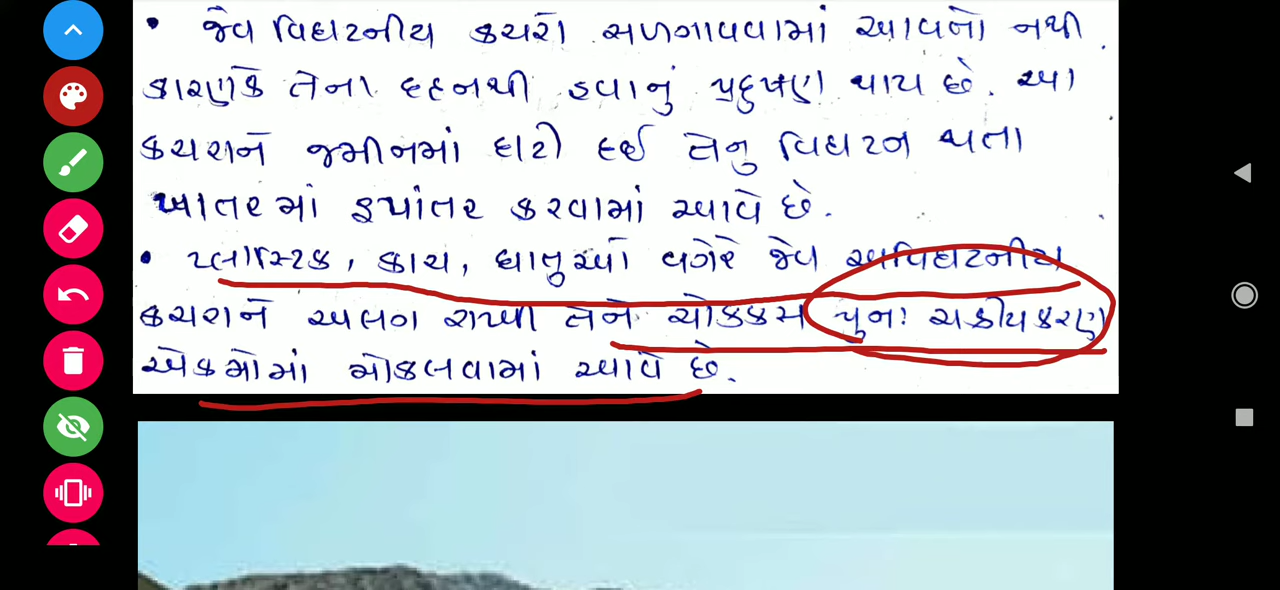 • જૈવ વિઘટનીય કચરો સળગાવવામાં આવતો નથી.
કારણકે તેના દહનથી હવાનું પ્રદુષણ થાય છે. આ
કચરાને જમીનમાં દાટી દઈ તેનુ વિઘટન થતા
ખાતરમાં રૂપાંતર કરવામાં આવે છે.
• પ્લાસ્ટિક, કાચ, ધાતુઓ વગેરે જૈવ અવિઘટનીય
કચરાને અલગ રાખી તેને ચોકકસ પુનઃ ચક્રીયકરણ
એકમોમાં મોકલવામાં આવે છે.